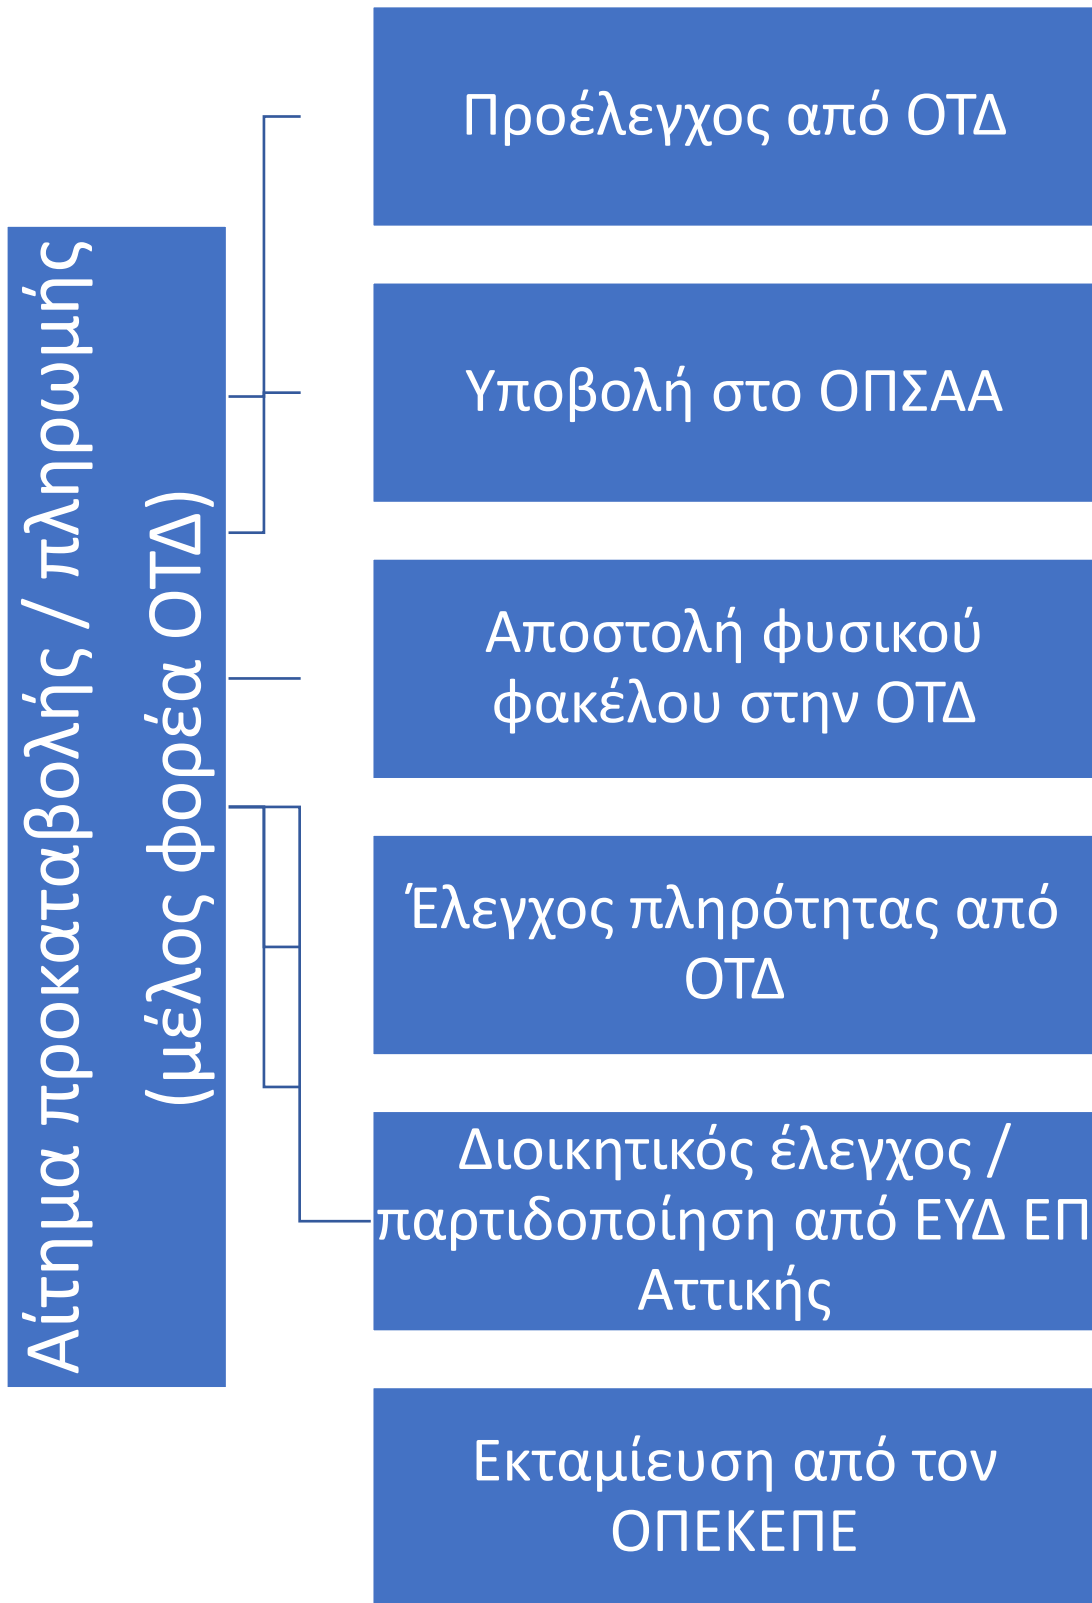 Αίτημα προκαταβολής / πληρωμής
(μέλος φορέα ΟΤΔ)
Προέλεγχος από ΟΤΔ
Υποβολή στο ΟΠΣΑΑ
Αποστολή φυσικού
φακέλου στην ΟΤΔ
Έλεγχος πληρότητας από
ΟΤΔ
Διοικητικός έλεγχος /
παρτιδοποίηση από ΕΥΔ ΕΠ
Αττικής
Εκταμίευση από τον
ΟΠΕΚΕΠΕ